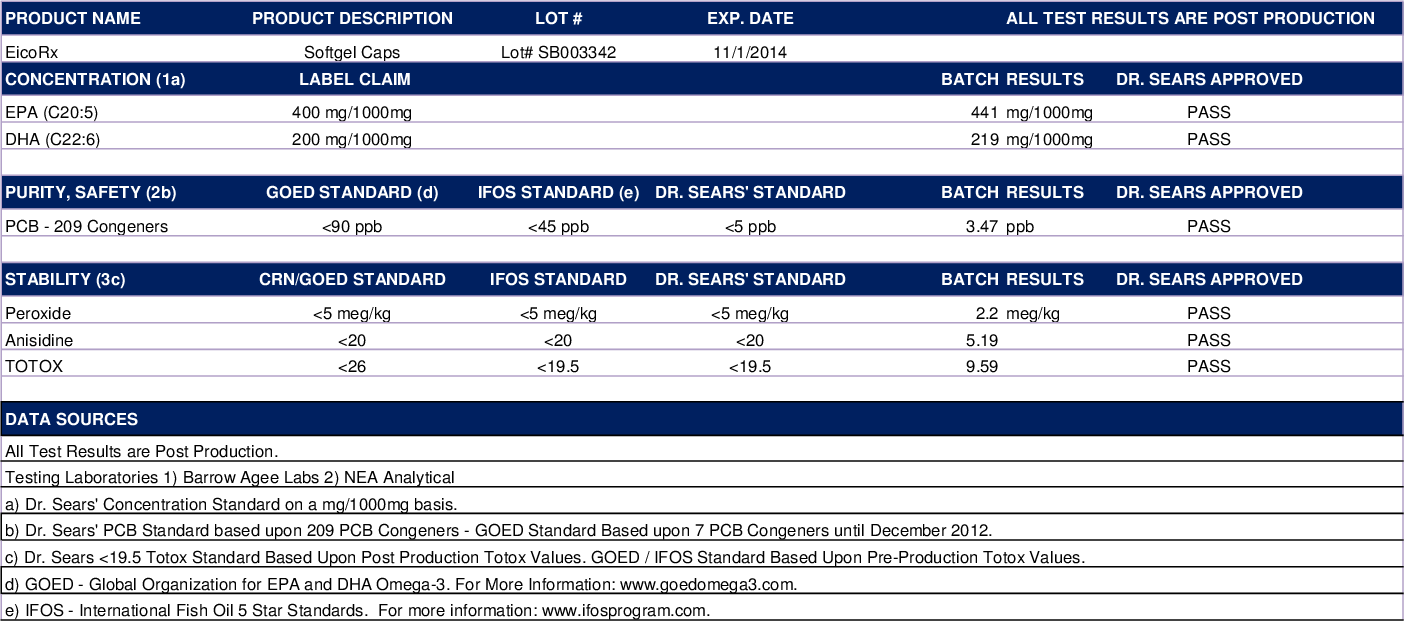 PRODUCT NAME PRODUCT DESCRIPTION LOT # EXP. DATE ALL TEST RESULTS ARE POST PRODUCTION
EicoRx Softgel Caps Lot# SB003342 11/1/2014
CONCENTRATION (1a) LABEL CLAIM BATCH RESULTS DR. SEARS APPROVED
EPA (C20:5) 400 mg/1000mg 441 mg/1000mg PASS
DHA (C22:6) 200 mg/1000mg 219 mg/1000mg PASS
PURITY, SAFETY (2b) GOED STANDARD (d) IFOS STANDARD (e) DR. SEARS' STANDARD BATCH RESULTS DR. SEARS APPROVED
PCB - 209 Congeners <90 ppb <45 ppb <5 ppb 3.47 ppb PASS
STABILITY (3c) CRN/GOED STANDARD IFOS STANDARD DR. SEARS' STANDARD BATCH RESULTS DR. SEARS APPROVED
Peroxide <5 meg/kg <5 meg/kg <5 meg/kg 2.2 meg/kg PASS
Anisidine <20 <20 <20 5.19 PASS
TOTOX <26 <19.5 <19.5 9.59 PASS
DATA SOURCES
All Test Results are Post Production.
Testing Laboratories 1) Barrow Agee Labs 2) NEA Analytical
a) Dr. Sears' Concentration Standard on a mg/1000mg basis.
b) Dr. Sears' PCB Standard based upon 209 PCB Congeners - GOED Standard Based upon 7 PCB Congeners until December 2012.
c) Dr. Sears <19.5 Totox Standard Based Upon Post Production Totox Values. GOED / IFOS Standard Based Upon Pre-Production Totox Values.
d) GOED - Global Organization for EPA and DHA Omega-3. For More Information: www.goedomega3.com.
e) IFOS - International Fish Oil 5 Star Standards.  For more information: www.ifosprogram.com.